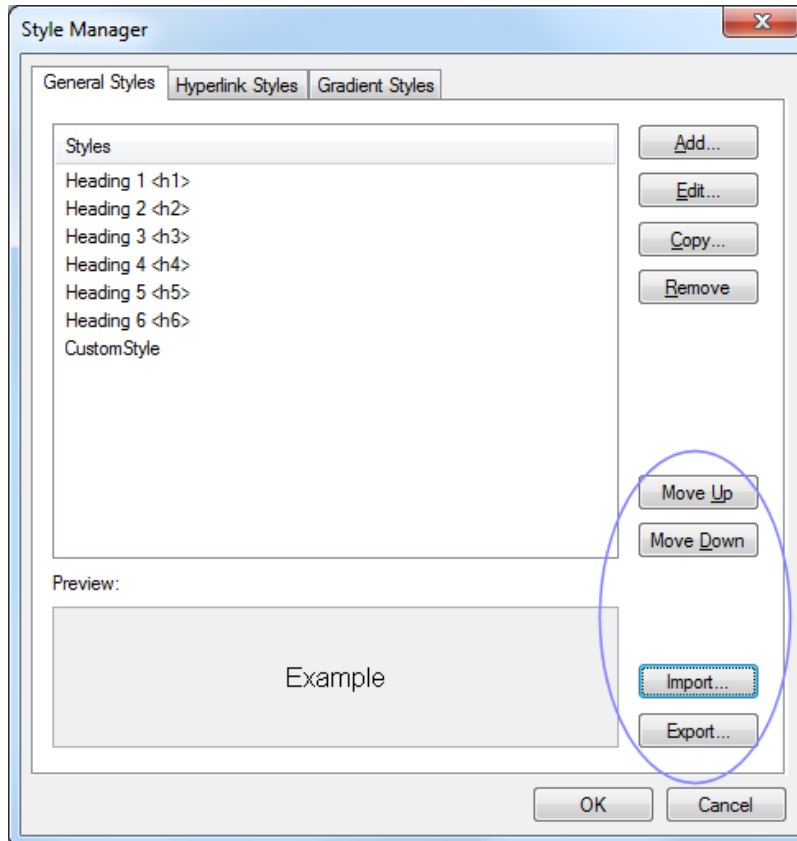 Style Manager
General Styles
Hyperlink Styles
Gradient Styles
Styles
Heading 1 <h1>
Heading 2 <h2>
Heading 3 <h3>
Heading 4 <h4>
Heading 5 <h5>
Heading 6 <h6>
CustomStyle
Add...
Edit...
Copy...
Remove
Move Up
Move Down
Preview:
Example
Import...
Export...
OK
Cancel